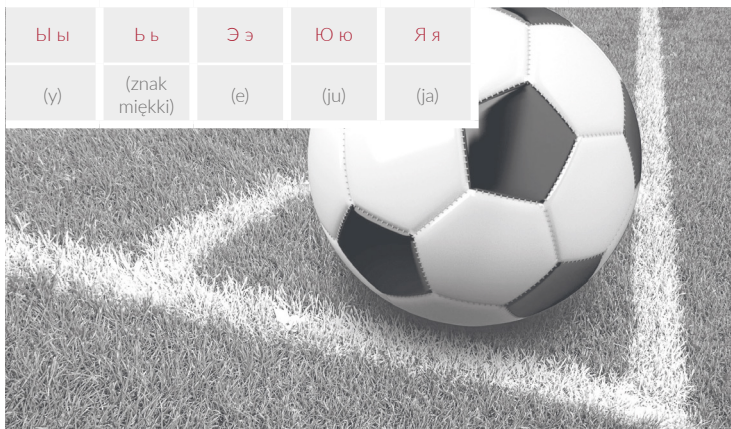 Ы ы Ь ь Э э Ю ю Я я
(y) (znak miękki) (e) (ju) (ja)